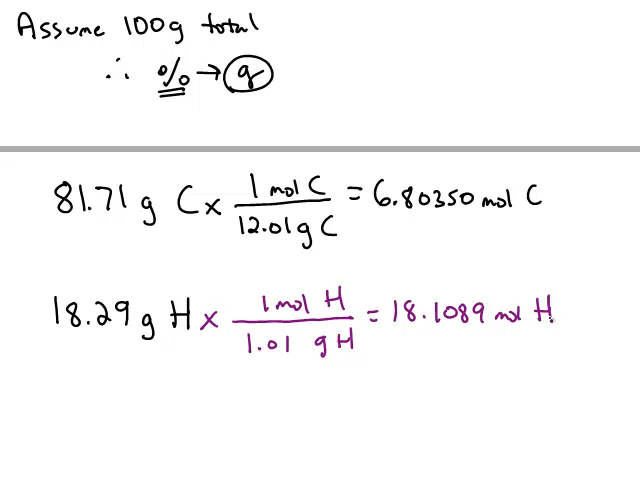 Assume 100g total
∴ % → g
81.71 g C x 1 mol C / 12.01 g C = 6.80350 mol C
18.29 g H x 1 mol H / 1.01 g H = 18.1089 mol H